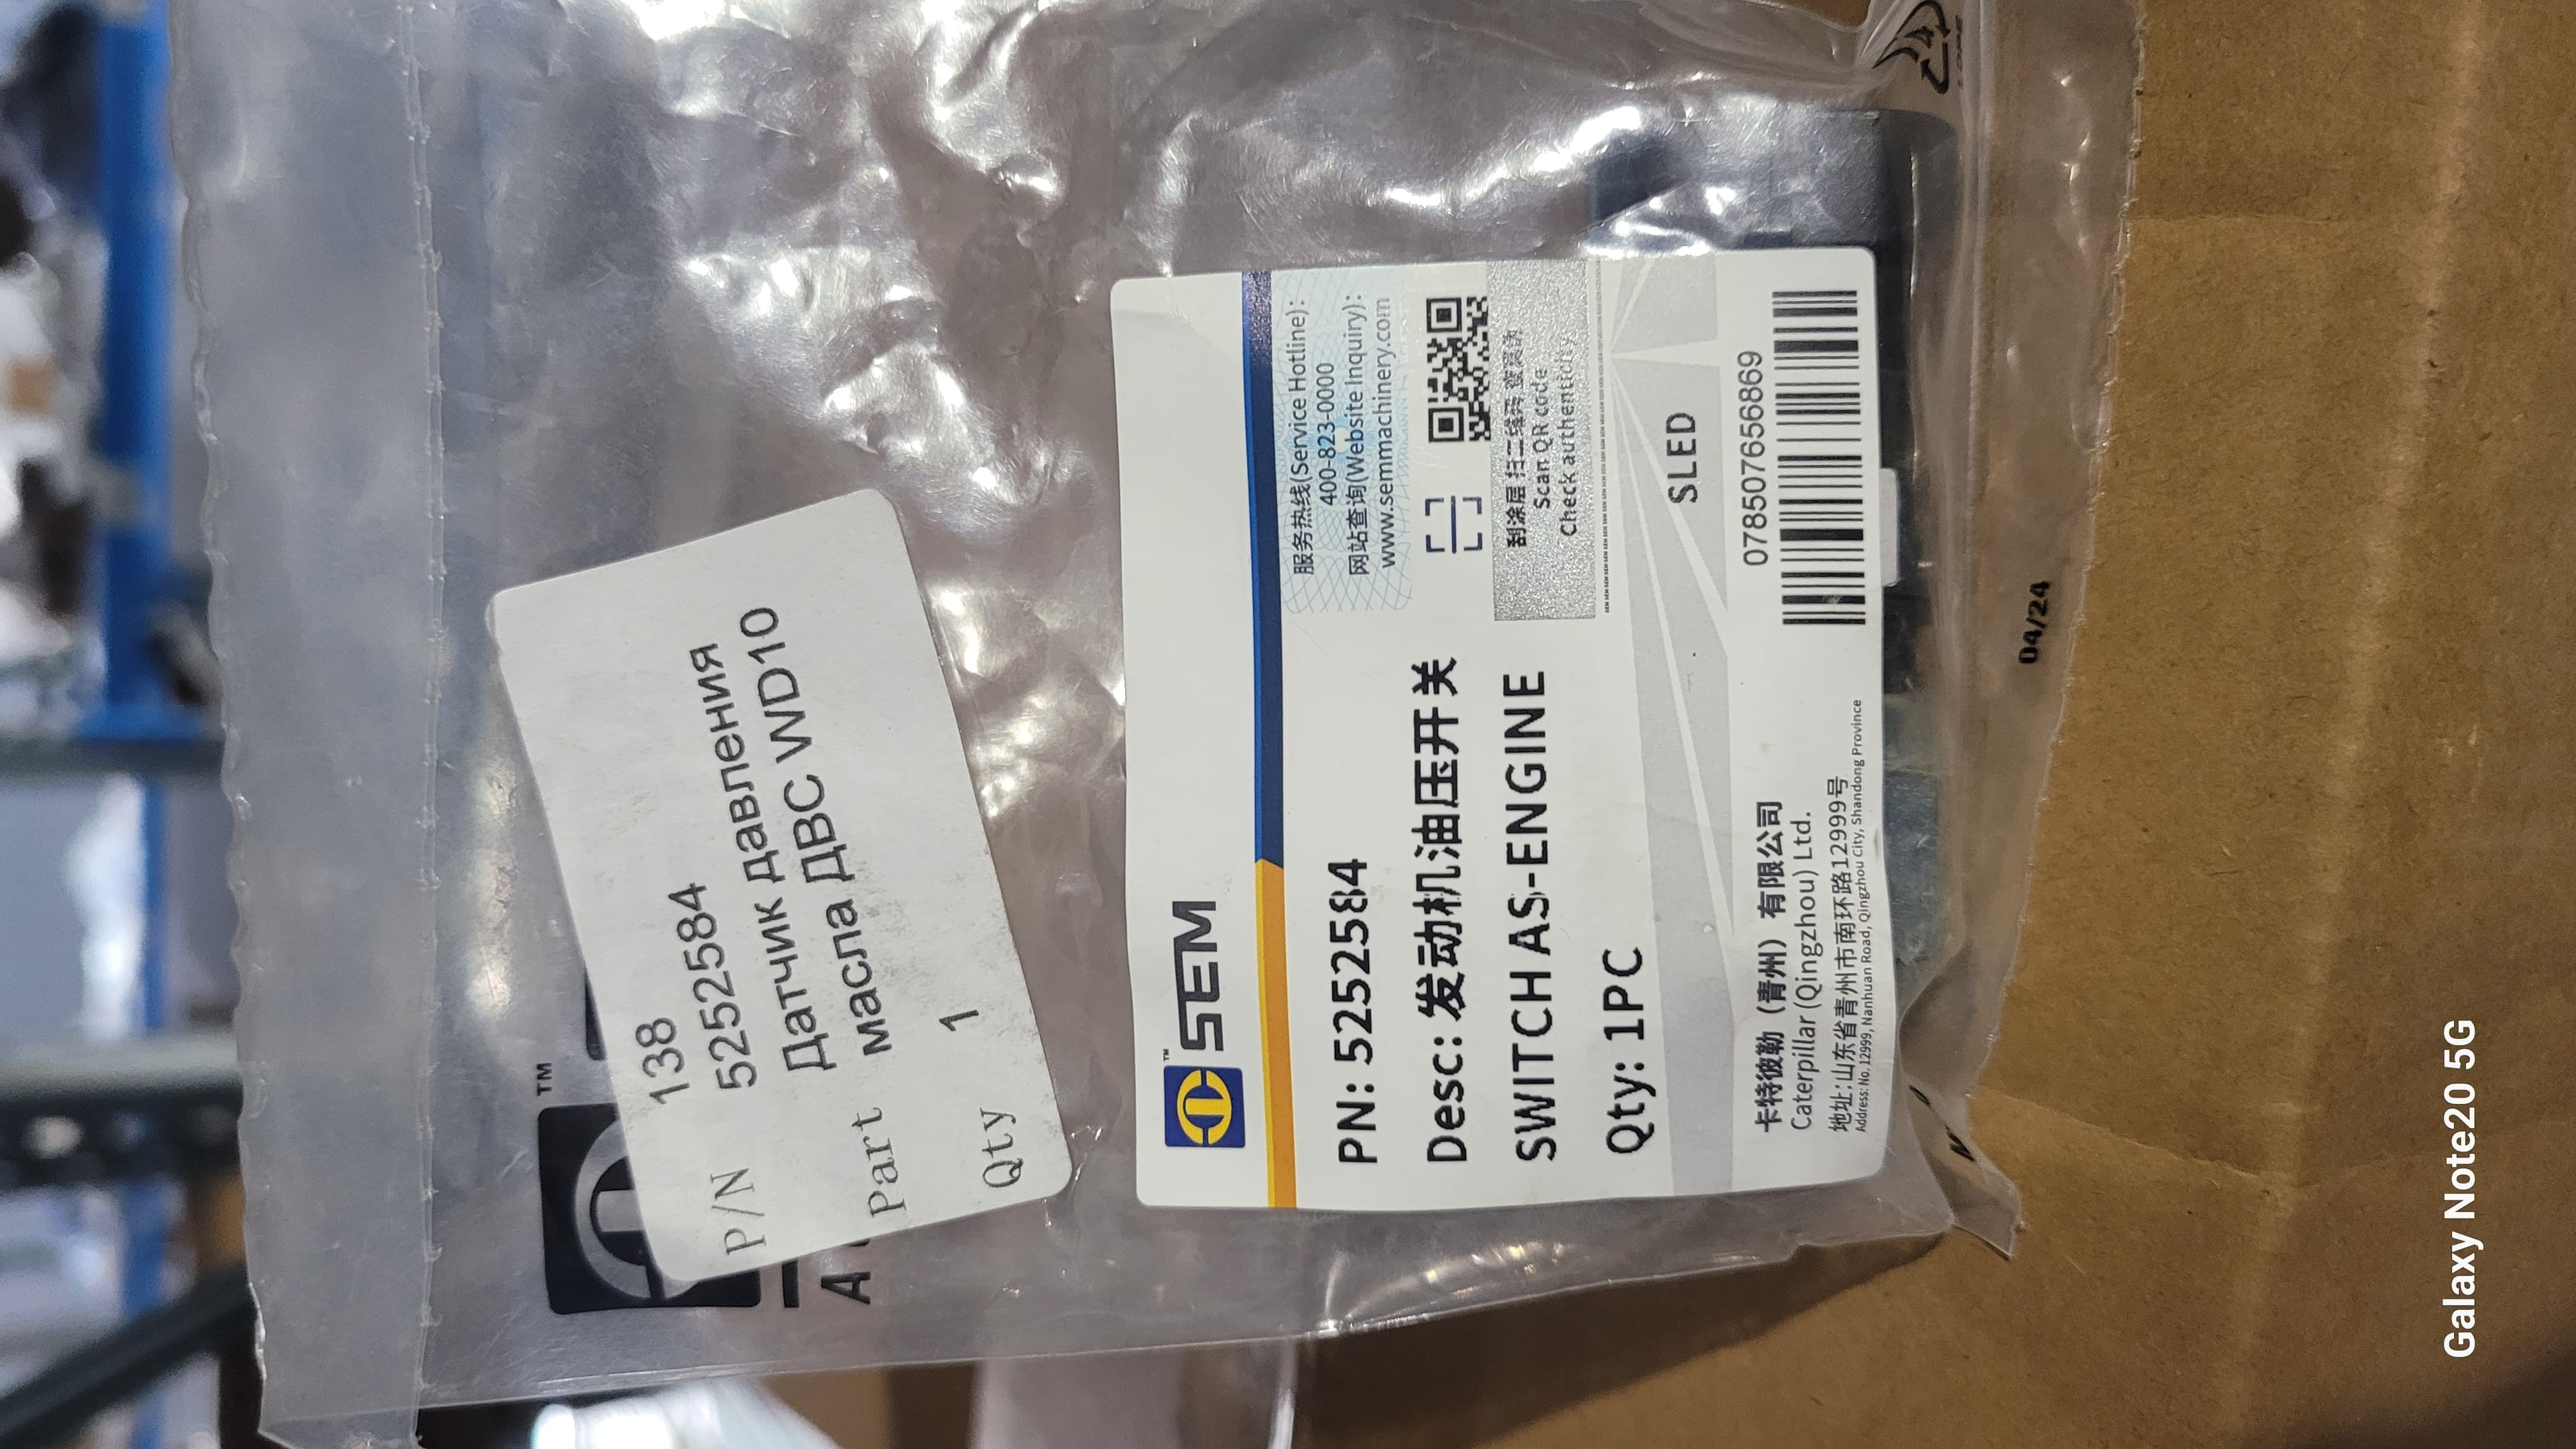 138
P/N 5252584
Датчик давления
Part масла ДВС WD10
Qty 1
TM
A
SEM
TM
PN: 5252584
Desc: 发动机油压开关
SWITCH AS-ENGINE
Qty: 1PC
服务热线(Service Hotline):
400-823-0000
网站查询(Website Inquiry):
www.semmachinery.com
刮涂层 扫二维码 查真伪
Scan QR code
Check authenticity
SLED
078507656869
卡特彼勒（青州）有限公司
Caterpillar (Qingzhou) Ltd.
地址:山东省青州市南环路12999号
Address: No.12999, Nanhuan Road, Qingzhou City, Shandong Province
4
04/24
Galaxy Note20 5G